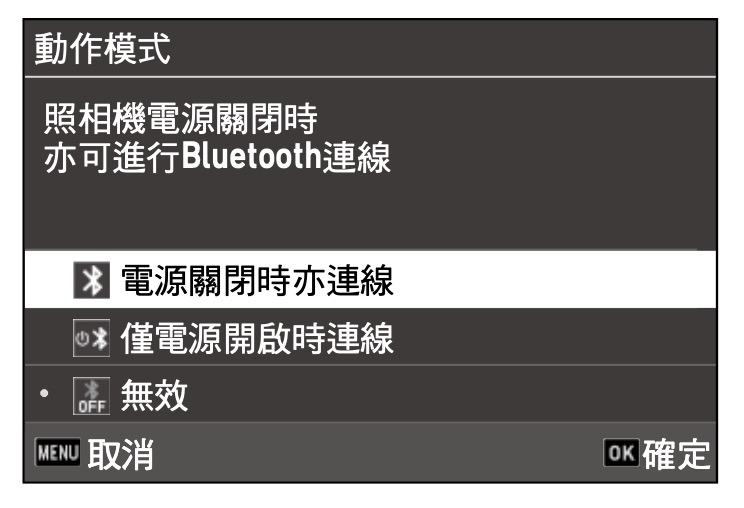 動作模式
照相機電源關閉時
亦可進行Bluetooth連線
電源關閉時亦連線
僅電源開啟時連線
OFF 無效
MENU 取消
OK 確定